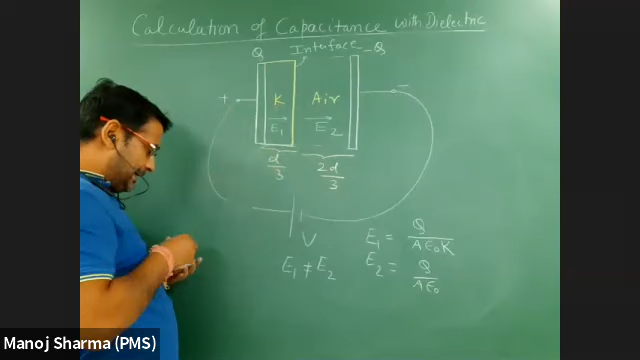 Calculation of Capacitance with Dielectric
Q Interface -Q
+ K Air -
E₁ E₂
d/3 2d/3
V
E₁ ≠ E₂
E₁ = Q/(Aε₀K)
E₂ = Q/(Aε₀)
Manoj Sharma (PMS)